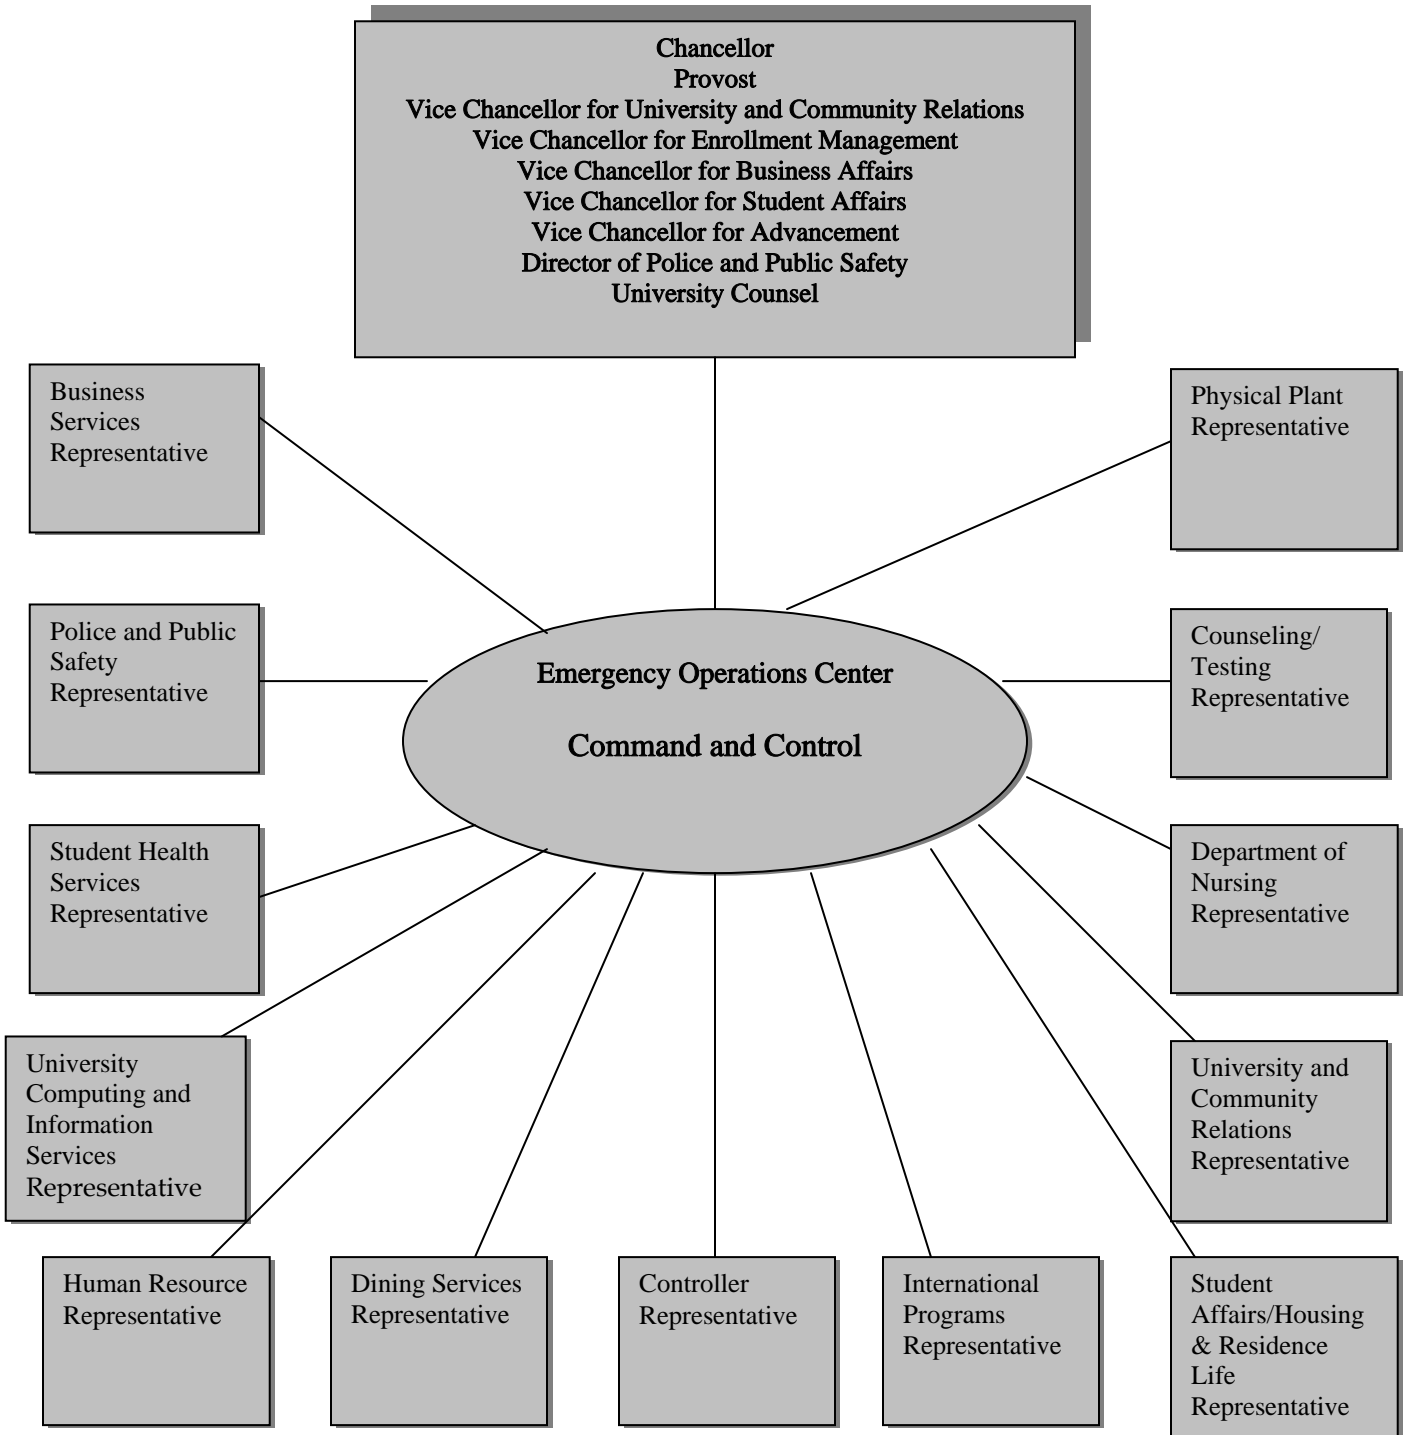 Chancellor
Provost
Vice Chancellor for University and Community Relations
Vice Chancellor for Enrollment Management
Vice Chancellor for Business Affairs
Vice Chancellor for Student Affairs
Vice Chancellor for Advancement
Director of Police and Public Safety
University Counsel
Business
Services
Representative
Physical Plant
Representative
Police and Public
Safety
Representative
Emergency Operations Center
Command and Control
Counseling/
Testing
Representative
Student Health
Services
Representative
Department of
Nursing
Representative
University
Computing and
Information
Services
Representative
University and
Community
Relations
Representative
Human Resource
Representative
Dining Services
Representative
Controller
Representative
International
Programs
Representative
Student
Affairs/Housing
& Residence
Life
Representative